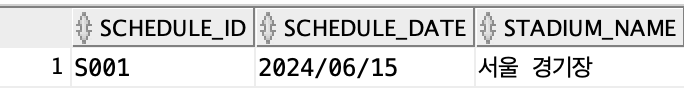 SCHEDULE_ID SCHEDULE_DATE STADIUM_NAME
1 S001 2024/06/15 서울 경기장